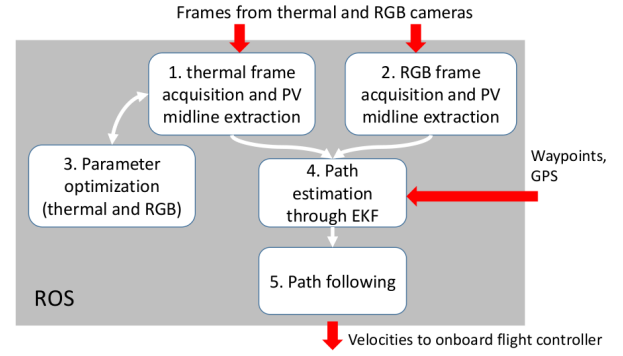 Frames from thermal and RGB cameras
1. thermal frame
acquisition and PV
midline extraction
2. RGB frame
acquisition and PV
midline extraction
3. Parameter
optimization
(thermal and RGB)
4. Path
estimation
through EKF
Waypoints,
GPS
5. Path following
ROS
Velocities to onboard flight controller